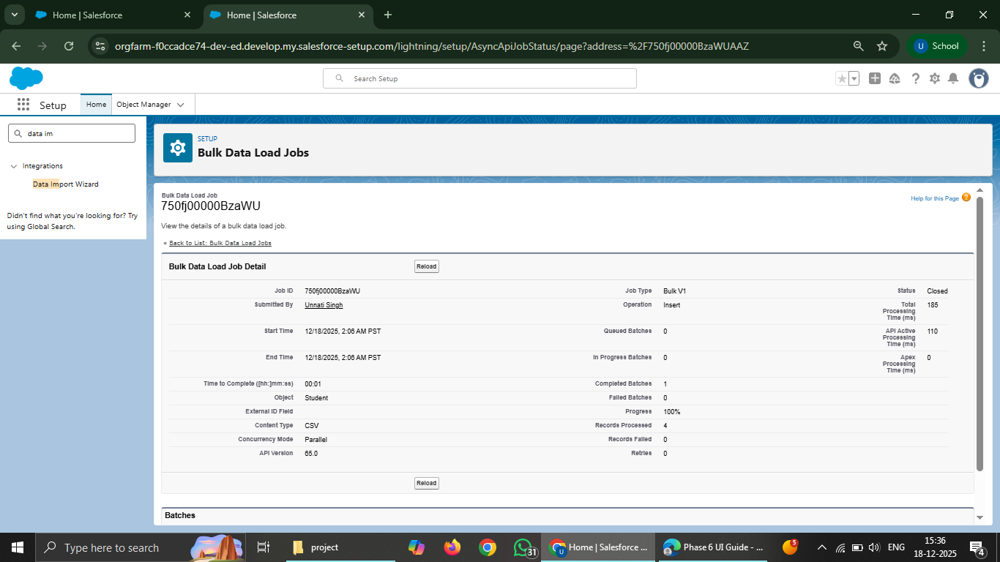 Home | Salesforce
Home | Salesforce
orgfarm-f0ccadce74-dev-ed.develop.my.salesforce-setup.com/lightning/setup/AsyncApiJobStatus/page?address=%2F750fj00000BzaWUAAZ
U School
Search Setup
Setup
Home
Object Manager
data im
Integrations
Data Import Wizard
Didn't find what you're looking for? Try
using Global Search.
SETUP
Bulk Data Load Jobs
Bulk Data Load Job
750fj00000BzaWU
Help for this Page
View the details of a bulk data load job.
« Back to List: Bulk Data Load Jobs
Bulk Data Load Job Detail
Reload
Job ID 750fj00000BzaWU Job Type Bulk V1 Status Closed
Submitted By Unnati Singh Operation Insert Total Processing Time (ms) 185
Start Time 12/18/2025, 2:06 AM PST Queued Batches 0 API Active Processing Time (ms) 110
End Time 12/18/2025, 2:06 AM PST In Progress Batches 0 Apex Processing Time (ms) 0
Time to Complete ([hh:]mm:ss) 00:01 Completed Batches 1
Object Student Failed Batches 0
External ID Field Progress 100%
Content Type CSV Records Processed 4
Concurrency Mode Parallel Records Failed 0
API Version 65.0 Retries 0
Reload
Batches
Type here to search
project
31
U
Home | Salesforce ...
Phase 6 UI Guide - ...
5
ENG
15:36
18-12-2025
4